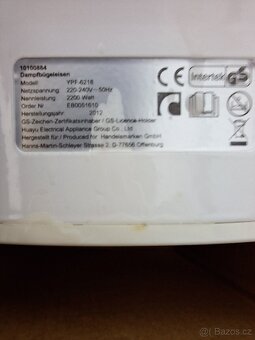 10100884
Dampfbügeleisen
Modell: YPF-6218
Netzspannung: 220-240V~ 50Hz
Nennleistung: 2200 Watt
Order.Nr EB0051610
Herstellungsjahr: 2012
GS-Zeichen-Zertifikatsinhaber / GS-Licence-Holder
Huayu Electrical Appliance Group Co., Ltd
Hergestellt für / Produced for: Handelsmarken GmbH
Hanns-Martin-Schleyer Strasse 2, D-77656 Offenburg
Intertek
GS
© Bazos.cz